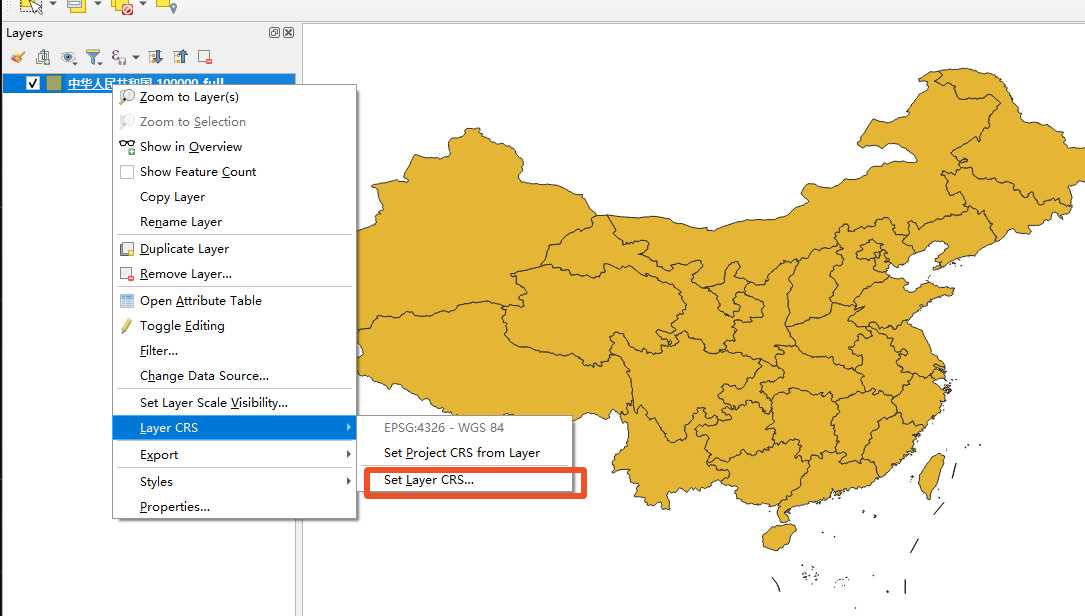 Layers
中华人民共和国_100000_full
Zoom to Layer(s)
Zoom to Selection
Show in Overview
Show Feature Count
Copy Layer
Rename Layer
Duplicate Layer
Remove Layer...
Open Attribute Table
Toggle Editing
Filter...
Change Data Source...
Set Layer Scale Visibility...
Layer CRS
EPSG:4326 - WGS 84
Set Project CRS from Layer
Set Layer CRS...
Export
Styles
Properties...